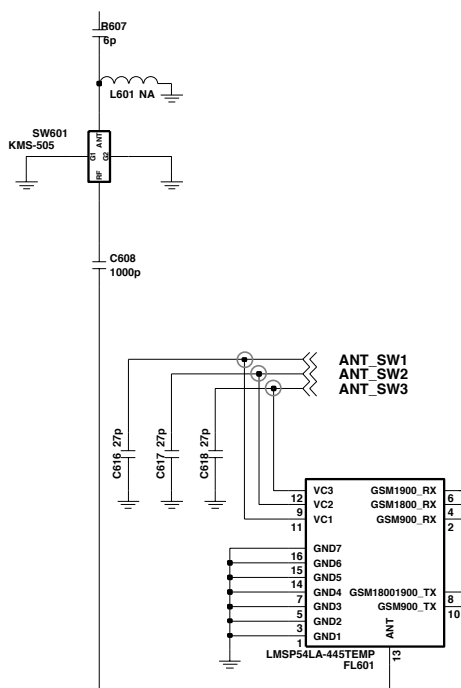 R607
6p
L601 NA
SW601
KMS-505
G1
ANT
G2
RF
C608
1000p
ANT_SW1
ANT_SW2
ANT_SW3
C616 27p
C617 27p
C618 27p
VC3
12
VC2
9
VC1
11
GSM1900_RX
6
GSM1800_RX
4
GSM900_RX
2
GND7
16
GND6
15
GND5
14
GND4
7
GND3
5
GND2
3
GND1
1
GSM18001900_TX
8
GSM900_TX
10
ANT
13
LMSP54LA-445TEMP
FL601